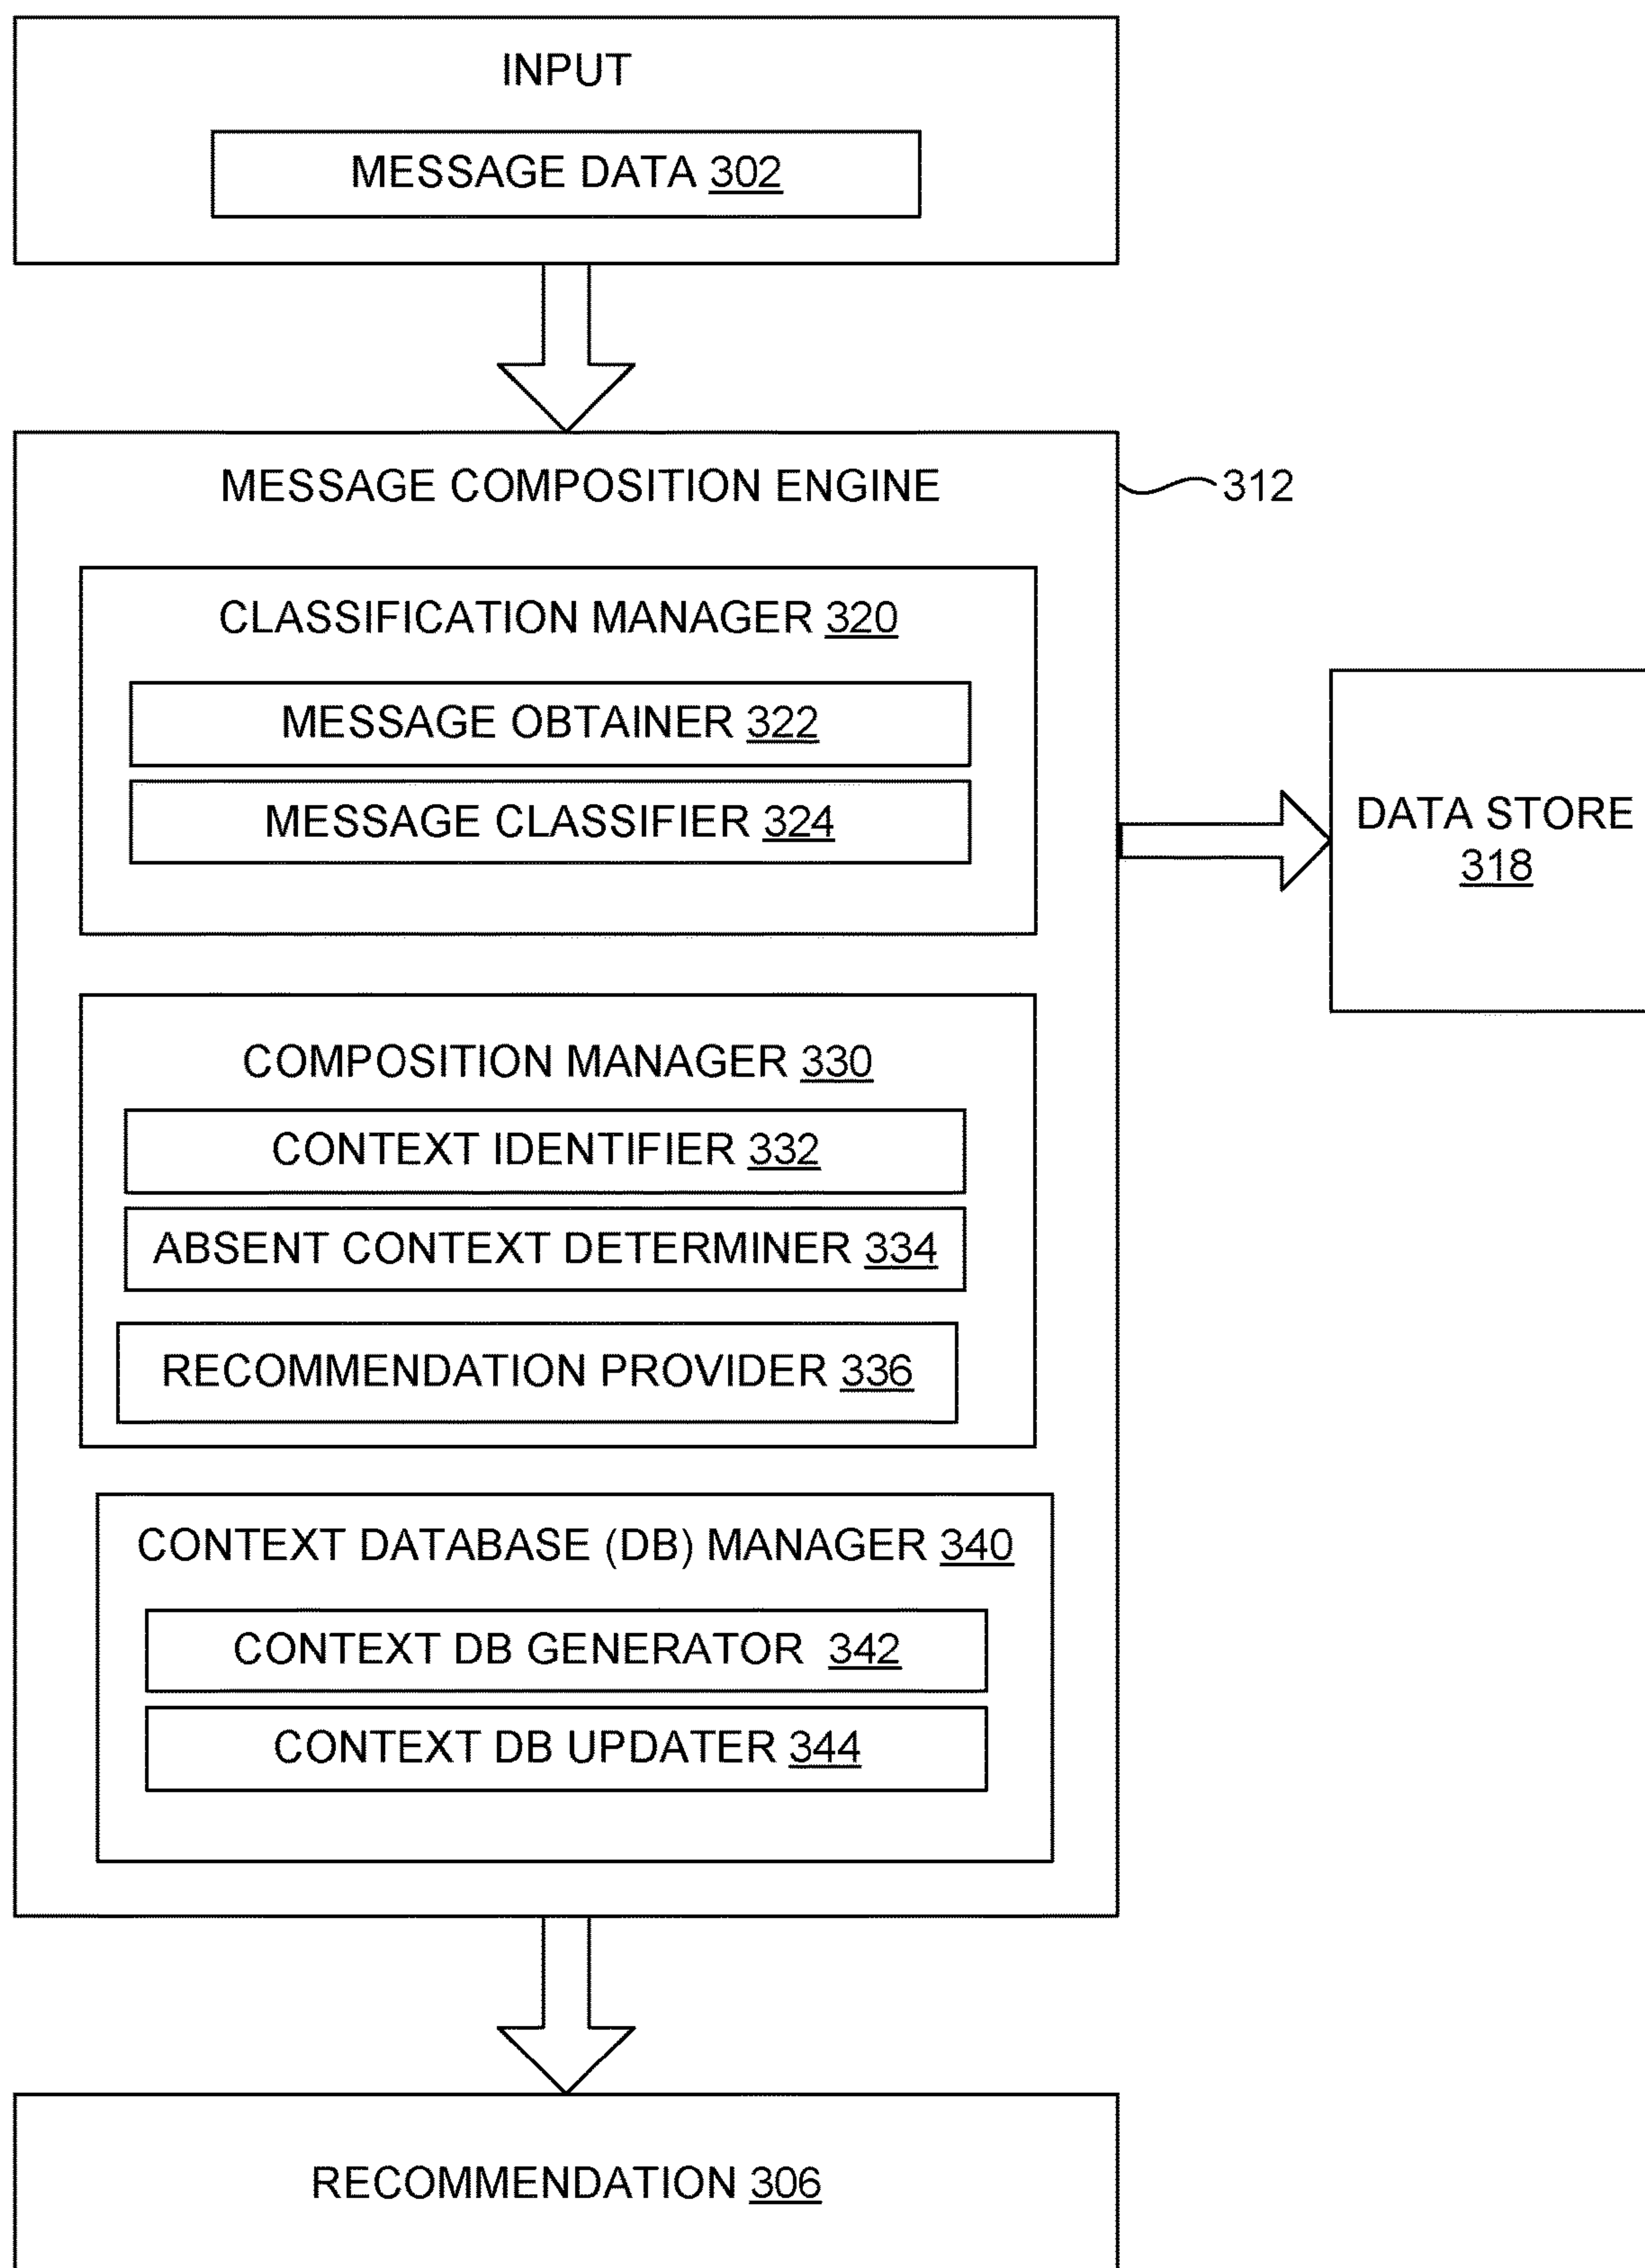 INPUT
MESSAGE DATA 302
MESSAGE COMPOSITION ENGINE
312
CLASSIFICATION MANAGER 320
MESSAGE OBTAINER 322
MESSAGE CLASSIFIER 324
DATA STORE
318
COMPOSITION MANAGER 330
CONTEXT IDENTIFIER 332
ABSENT CONTEXT DETERMINER 334
RECOMMENDATION PROVIDER 336
CONTEXT DATABASE (DB) MANAGER 340
CONTEXT DB GENERATOR 342
CONTEXT DB UPDATER 344
RECOMMENDATION 306